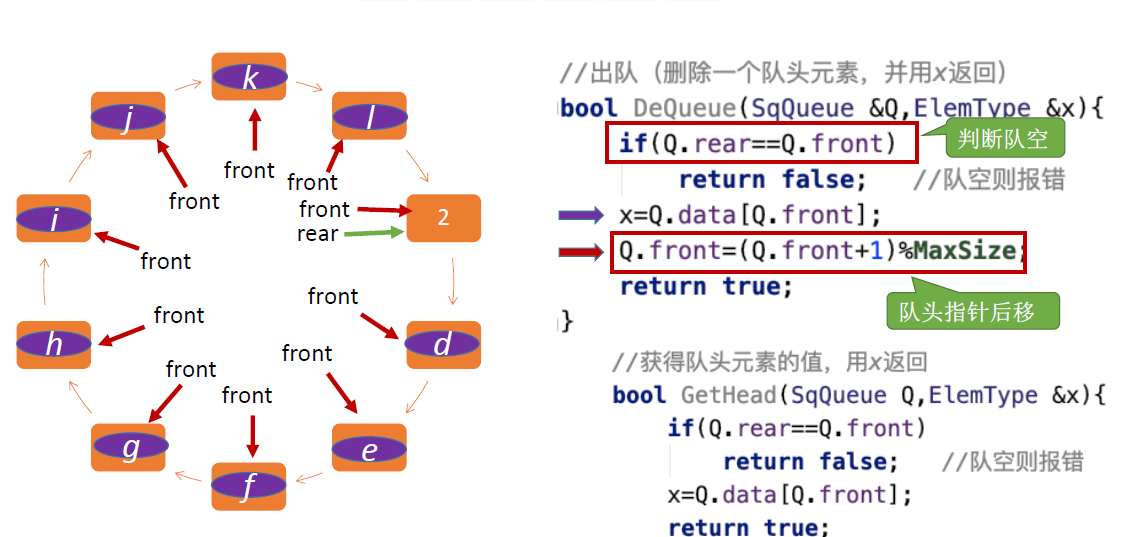 k
j
l
front
front
front
front
rear
2
i
front
front
h
front
d
front
front
front
g
e
f
//出队（删除一个队头元素，并用x返回）
bool DeQueue(SqQueue &Q,ElemType &x){
if(Q.rear==Q.front)
判断队空
return false; //队空则报错
x=Q.data[Q.front];
Q.front=(Q.front+1)%MaxSize;
return true;
队头指针后移
}
//获得队头元素的值，用x返回
bool GetHead(SqQueue Q,ElemType &x){
if(Q.rear==Q.front)
return false; //队空则报错
x=Q.data[Q.front];
return true;